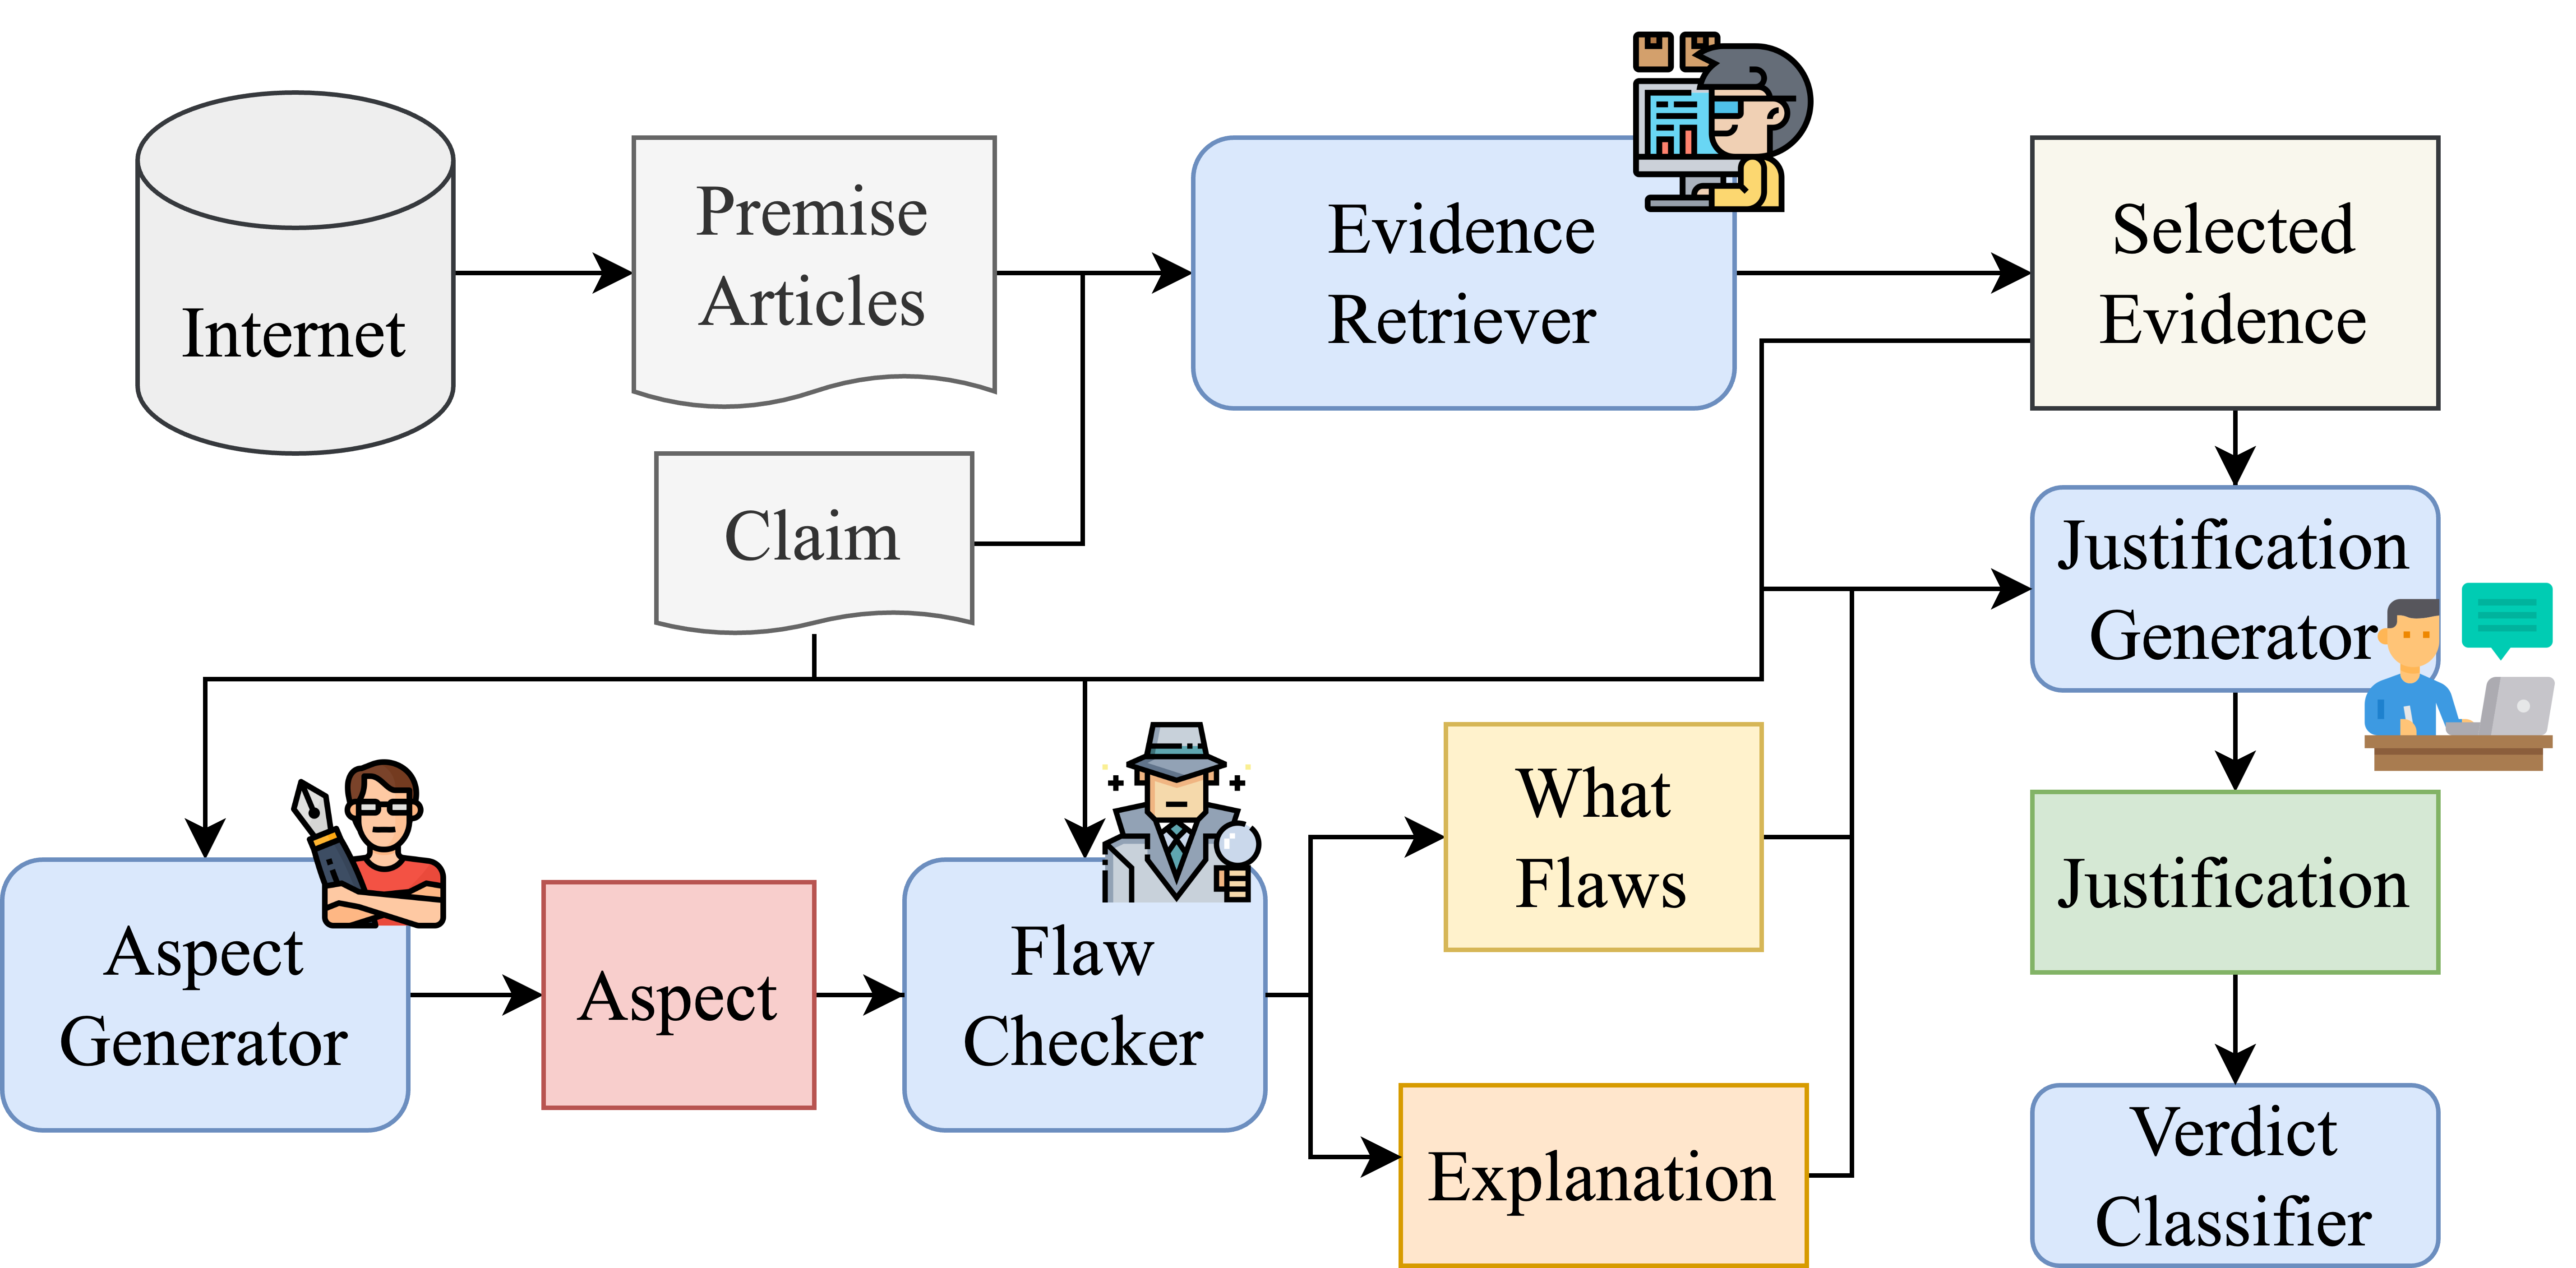 Internet
Premise
Articles
Claim
Evidence
Retriever
Selected
Evidence
Justification
Generator
Aspect
Generator
Aspect
Flaw
Checker
What
Flaws
Explanation
Justification
Verdict
Classifier